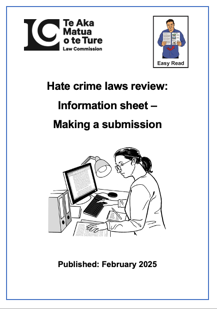 Te Aka
Matua
o te Ture
Law Commission
Easy Read
Hate crime laws review:
Information sheet –
Making a submission
Published: February 2025